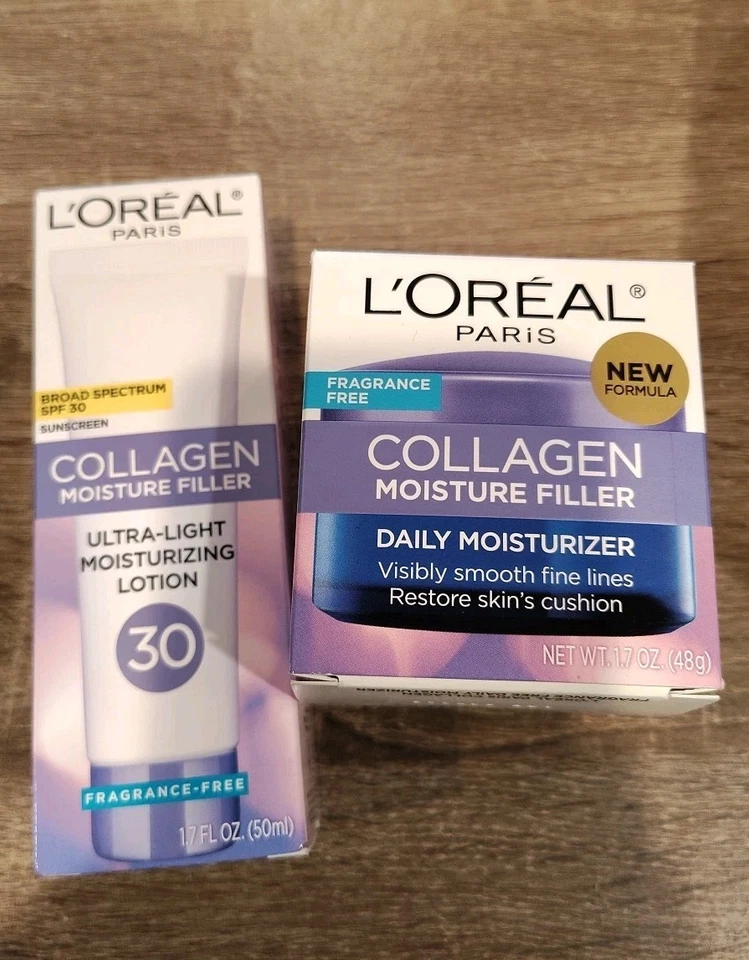 L'ORÉAL®
PARiS
BROAD SPECTRUM
SPF 30
SUNSCREEN
COLLAGEN
MOISTURE FILLER
ULTRA-LIGHT
MOISTURIZING
LOTION
30
FRAGRANCE-FREE
1.7 FL OZ. (50ml)
L'ORÉAL®
PARiS
NEW
FORMULA
FRAGRANCE
FREE
COLLAGEN
MOISTURE FILLER
DAILY MOISTURIZER
Visibly smooth fine lines
Restore skin's cushion
NET WT. 1.7 OZ. (48g)